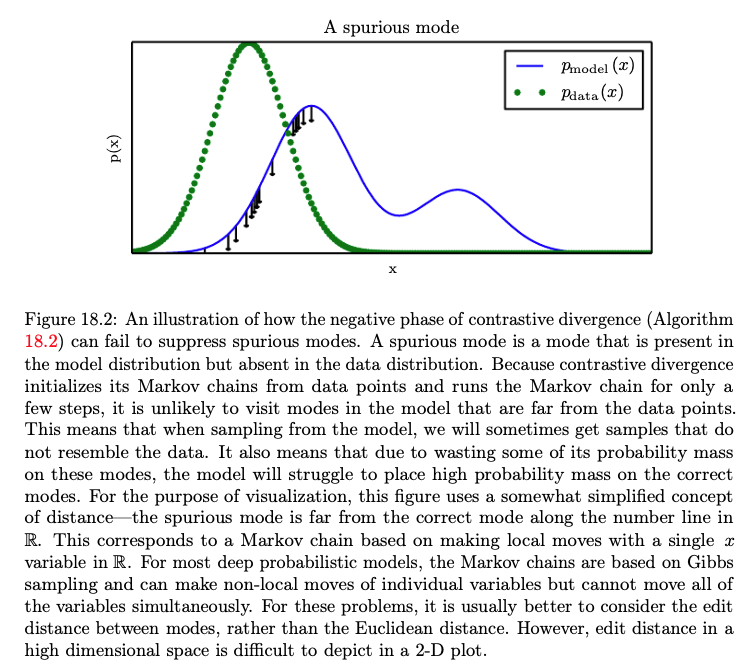 A spurious mode
p_model(x)
p_data(x)
p(x)
x
Figure 18.2: An illustration of how the negative phase of contrastive divergence (Algorithm
18.2) can fail to suppress spurious modes. A spurious mode is a mode that is present in
the model distribution but absent in the data distribution. Because contrastive divergence
initializes its Markov chains from data points and runs the Markov chain for only a
few steps, it is unlikely to visit modes in the model that are far from the data points.
This means that when sampling from the model, we will sometimes get samples that do
not resemble the data. It also means that due to wasting some of its probability mass
on these modes, the model will struggle to place high probability mass on the correct
modes. For the purpose of visualization, this figure uses a somewhat simplified concept
of distance—the spurious mode is far from the correct mode along the number line in
ℝ. This corresponds to a Markov chain based on making local moves with a single x
variable in ℝ. For most deep probabilistic models, the Markov chains are based on Gibbs
sampling and can make non-local moves of individual variables but cannot move all of
the variables simultaneously. For these problems, it is usually better to consider the edit
distance between modes, rather than the Euclidean distance. However, edit distance in a
high dimensional space is difficult to depict in a 2-D plot.